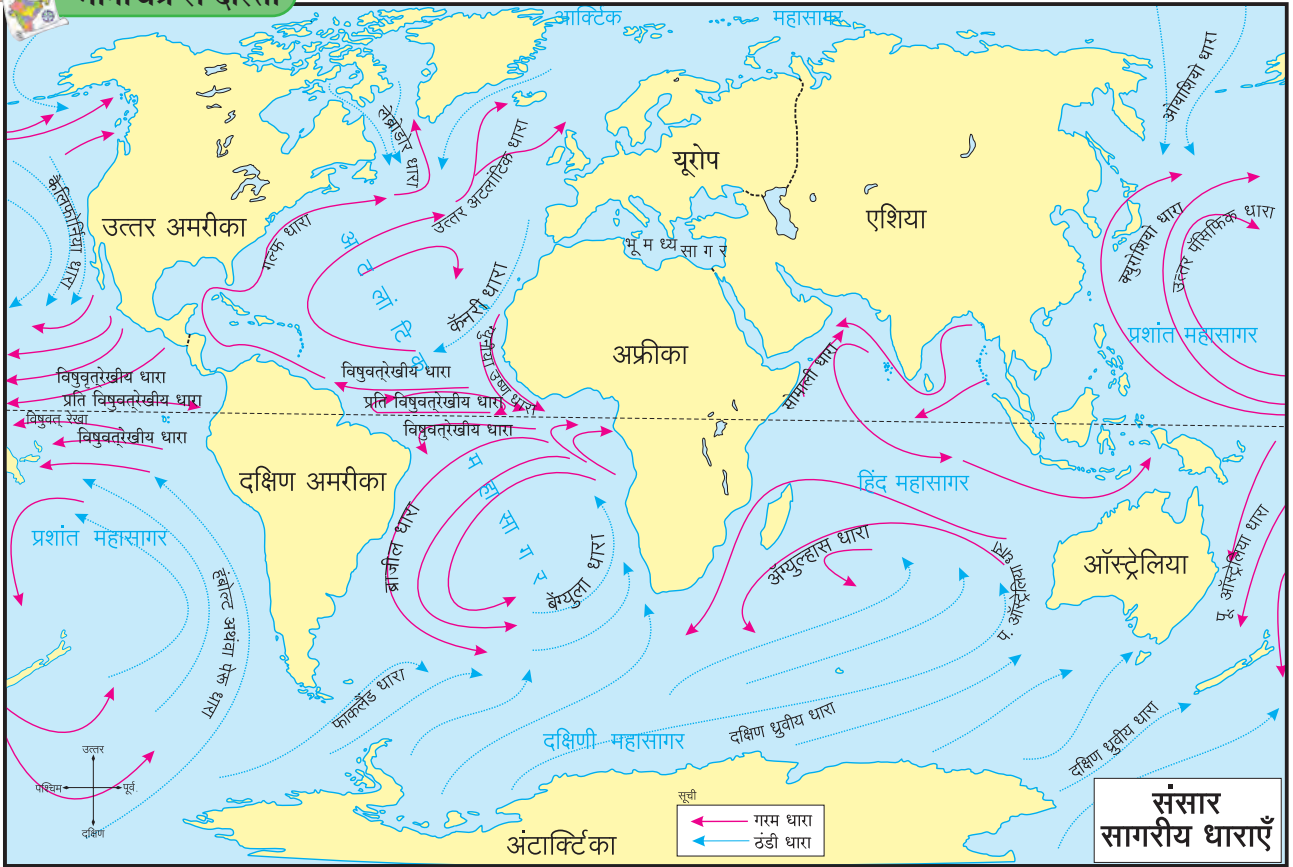 आर्क्टिक महासागर
ओयाशियो धारा
लेब्रोडोर धारा
उत्तर अटलांटिक धारा
यूरोप
एशिया
कैलिफोर्निया धारा
उत्तर अमरीका
गल्फ धारा
अटलांटिक महासागर
भूमध्य सागर
क्युरोशियो धारा
उत्तर पॅसिफिक धारा
कॅनरी धारा
प्रशांत महासागर
अफ्रीका
सोमाली धारा
विषुवत्‌रेखीय धारा
विषुवत्‌रेखीय धारा
प्रति विषुवत्‌रेखीय धारा
प्रति विषुवत्‌रेखीय धारा
विषुवत् रेखा
विषुवत्‌रेखीय धारा
विषुवत्‌रेखीय धारा
दक्षिण अमरीका
हिंद महासागर
प्रशांत महासागर
ब्राजील धारा
बेंग्युला धारा
ॲग्युल्हास धारा
प. ऑस्ट्रेलिया धारा
ऑस्ट्रेलिया
पू. ऑस्ट्रेलिया धारा
हंबोल्ट अथवा पेरू धारा
फाकलैंड धारा
दक्षिणी महासागर
दक्षिण ध्रुवीय धारा
दक्षिण ध्रुवीय धारा
उत्तर
पश्चिम
पूर्व
दक्षिण
अंटार्क्टिका
सूची
गरम धारा
ठंडी धारा
संसार
सागरीय धाराएँ